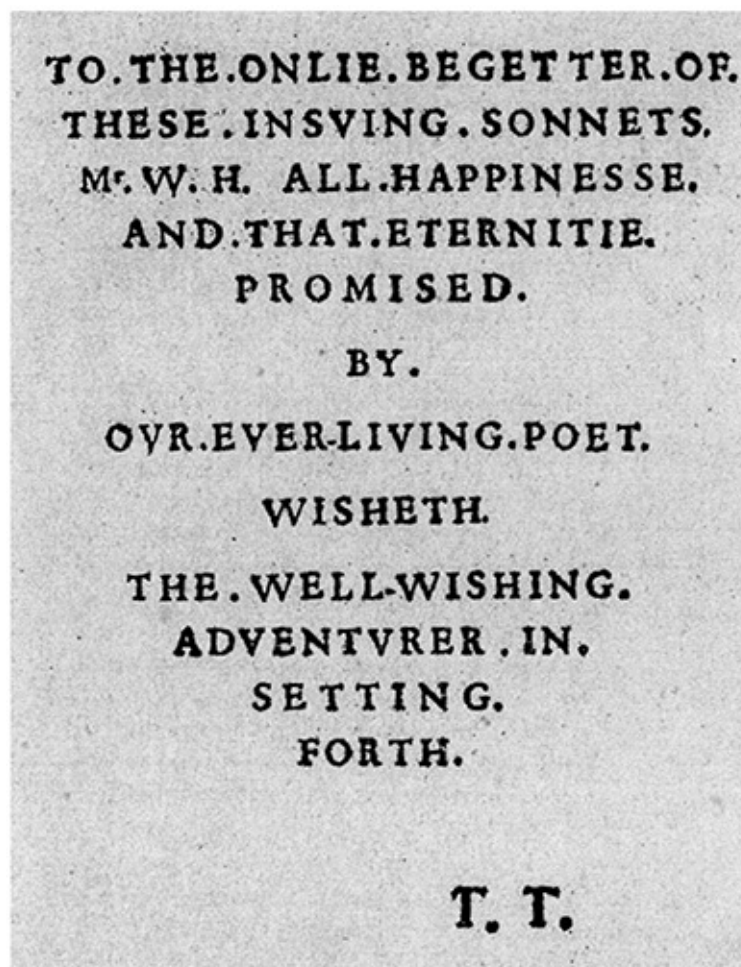 TO.THE.ONLIE.BEGETTER.OF.
THESE.INSVING.SONNETS.
Mr.W.H. ALL.HAPPINESSE.
AND.THAT.ETERNITIE.
PROMISED.
BY.
OVR.EVER-LIVING.POET.
WISHETH.
THE.WELL-WISHING.
ADVENTVRER.IN.
SETTING.
FORTH.
T. T.